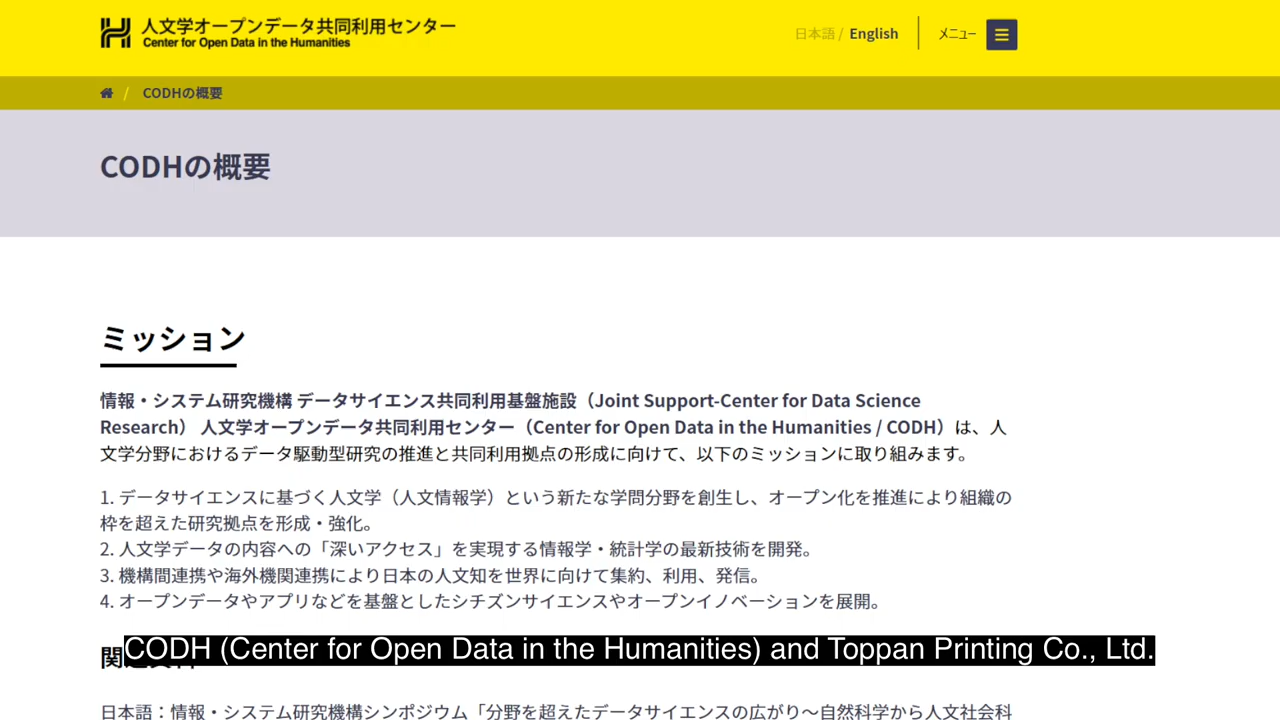 人文学オープンデータ共同利用センター
Center for Open Data in the Humanities
日本語 / English
メニュー
/ CODHの概要
CODHの概要
ミッション
情報・システム研究機構 データサイエンス共同利用基盤施設（Joint Support-Center for Data Science
Research） 人文学オープンデータ共同利用センター（Center for Open Data in the Humanities / CODH）は、人
文学分野におけるデータ駆動型研究の推進と共同利用拠点の形成に向けて、以下のミッションに取り組みます。
1. データサイエンスに基づく人文学（人文情報学）という新たな学問分野を創生し、オープン化を推進により組織の
枠を超えた研究拠点を形成・強化。
2. 人文学データの内容への「深いアクセス」を実現する情報学・統計学の最新技術を開発。
3. 機構間連携や海外機関連携により日本の人文知を世界に向けて集約、利用、発信。
4. オープンデータやアプリなどを基盤としたシチズンサイエンスやオープンイノベーションを展開。
CODH (Center for Open Data in the Humanities) and Toppan Printing Co., Ltd.
日本語：情報・システム研究機構シンポジウム「分野を超えたデータサイエンスの広がり～自然科学から人文社会科